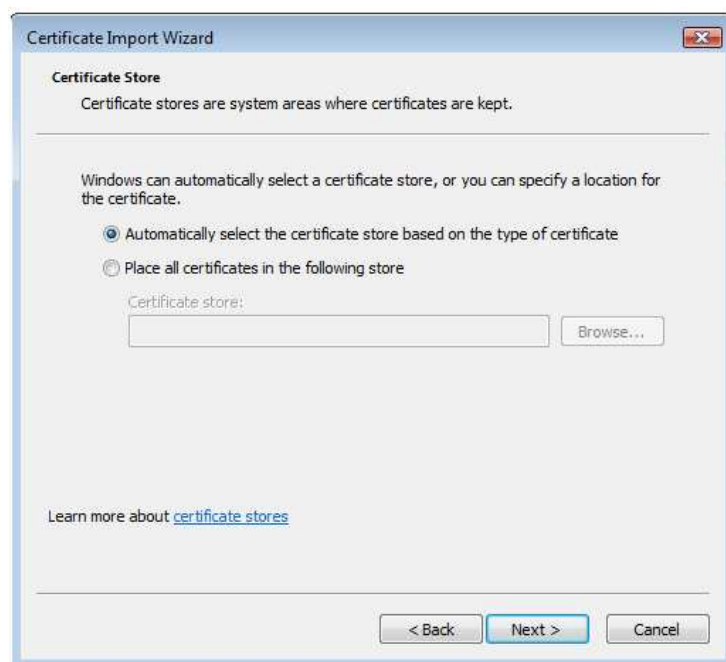 Certificate Import Wizard
Certificate Store
Certificate stores are system areas where certificates are kept.
Windows can automatically select a certificate store, or you can specify a location for
the certificate.
Automatically select the certificate store based on the type of certificate
Place all certificates in the following store
Certificate store:
Browse...
Learn more about certificate stores
< Back Next > Cancel